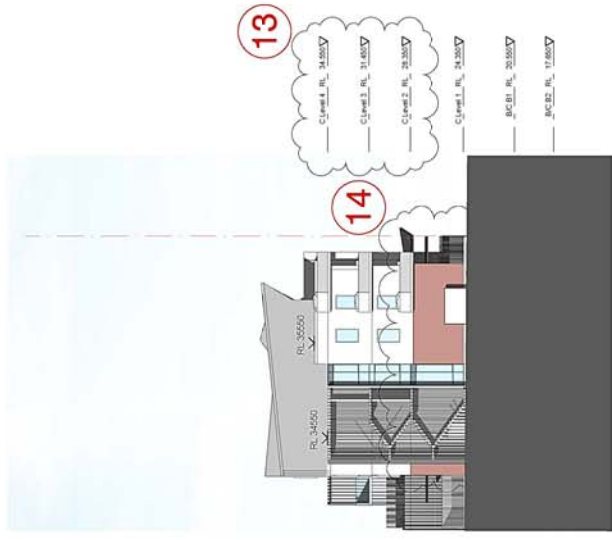 13
C Level 4 RL 34.550
C Level 3 RL 31.450
C Level 2 RL 28.350
C Level 1 RL 24.350
B/C B1 RL 20.550
B/C B2 RL 17.650
14
RL 35550
RL 34550